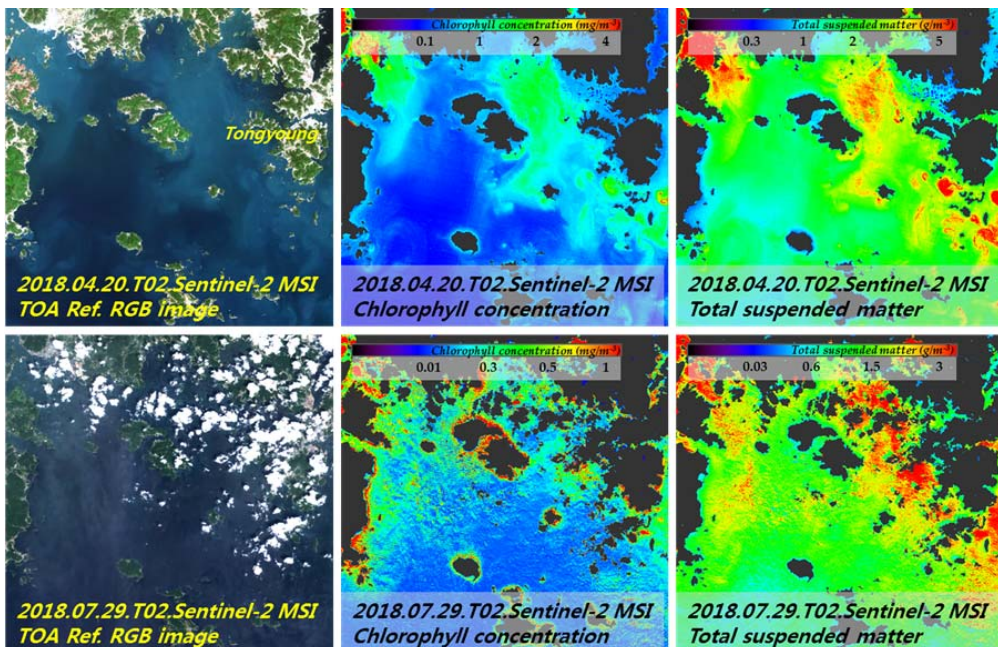 Tongyoung
2018.04.20.T02.Sentinel-2 MSI
TOA Ref. RGB image
Chlorophyll concentration (mg/m-3)
0.1 1 2 4
2018.04.20.T02.Sentinel-2 MSI
Chlorophyll concentration
Total suspended matter (g/m-3)
0.3 1 2 5
2018.04.20.T02.Sentinel-2 MSI
Total suspended matter
2018.07.29.T02.Sentinel-2 MSI
TOA Ref. RGB image
Chlorophyll concentration (mg/m-3)
0.01 0.3 0.5 1
2018.07.29.T02.Sentinel-2 MSI
Chlorophyll concentration
Total suspended matter (g/m-3)
0.03 0.6 1.5 3
2018.07.29.T02.Sentinel-2 MSI
Total suspended matter